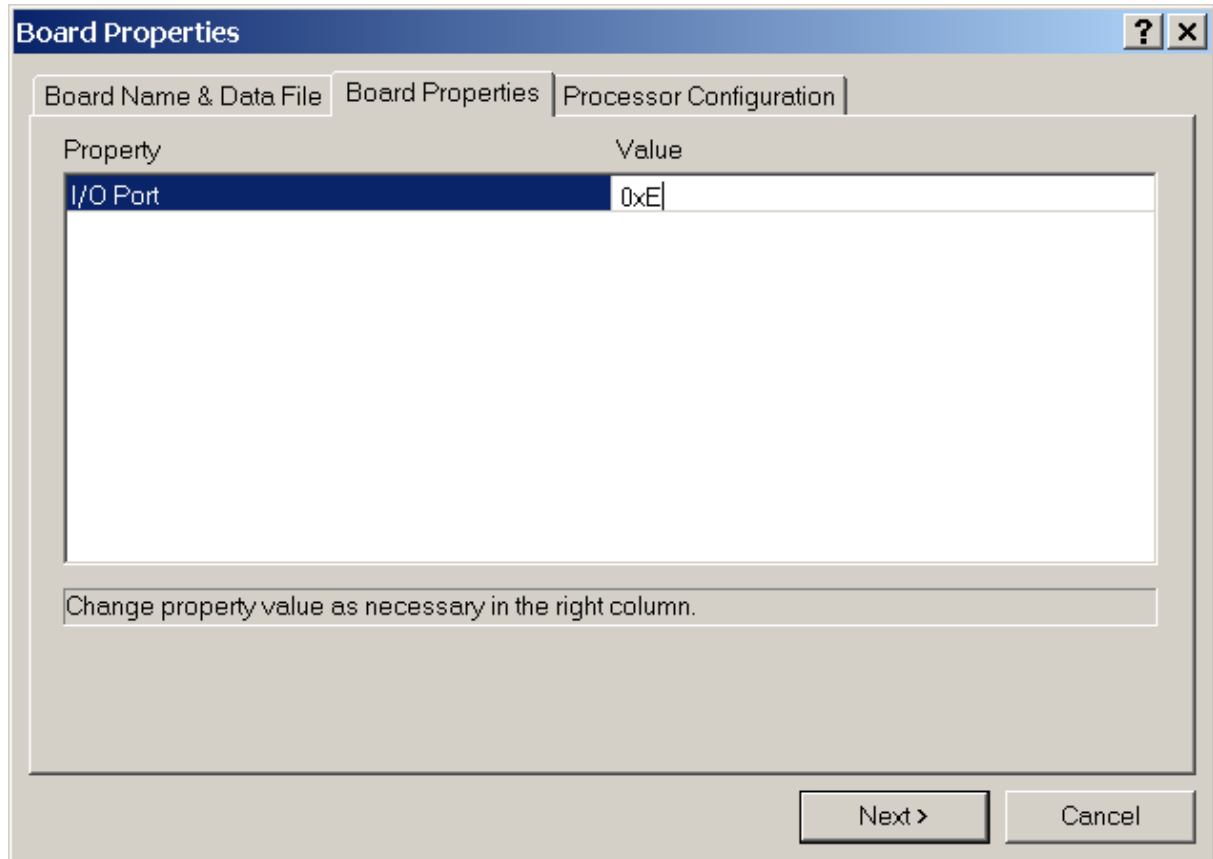 Board Properties
Board Name & Data File Board Properties Processor Configuration
Property Value
I/O Port 0xE
Change property value as necessary in the right column.
Next > Cancel